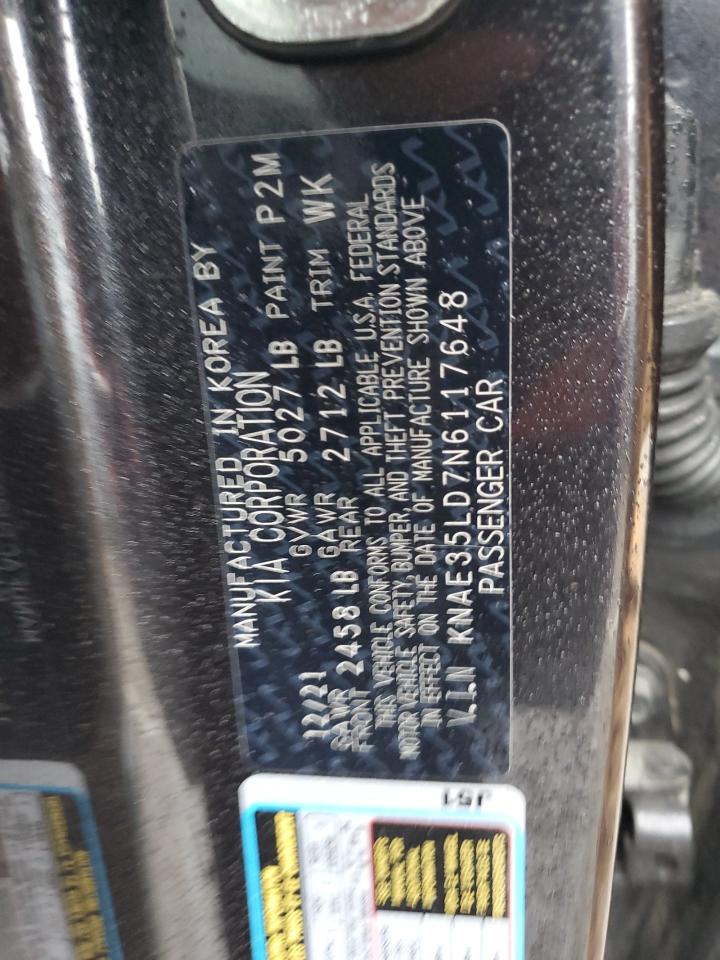 MANUFACTURED IN KOREA BY
KIA CORPORATION
12/21 GVWR 5027 LB PAINT P2M
GAWR FRONT 2458 LB GAWR REAR 2712 LB TRIM WK
THIS VEHICLE CONFORMS TO ALL APPLICABLE U.S.A. FEDERAL
MOTOR VEHICLE SAFETY, BUMPER, AND THEFT PREVENTION STANDARDS
IN EFFECT ON THE DATE OF MANUFACTURE SHOWN ABOVE
V.I.N KNAE35LD7N6117648
PASSENGER CAR
J51